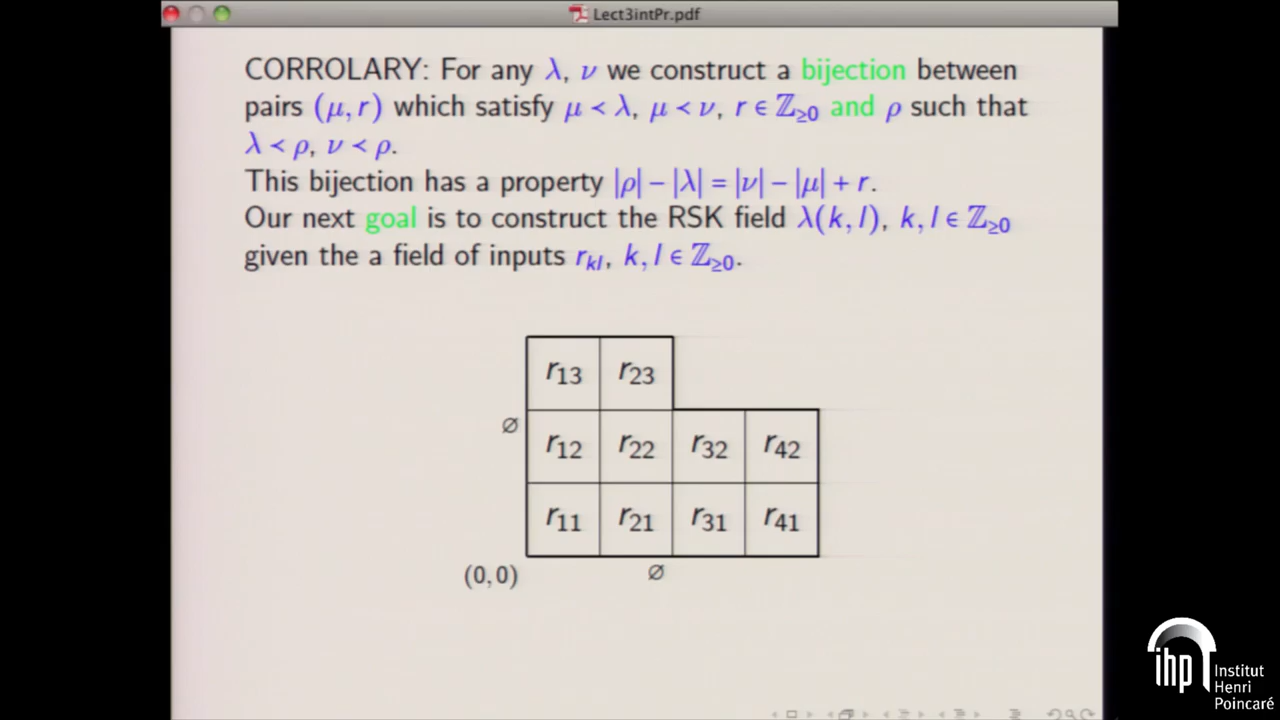 Lect3intPr.pdf
CORROLARY: For any λ, ν we construct a bijection between
pairs (μ, r) which satisfy μ ≺ λ, μ ≺ ν, r ∈ ℤ≥0 and ρ such that
λ ≺ ρ, ν ≺ ρ.
This bijection has a property |ρ| − |λ| = |ν| − |μ| + r.
Our next goal is to construct the RSK field λ(k, l), k, l ∈ ℤ≥0
given the a field of inputs rkl, k, l ∈ ℤ≥0.
r13 r23
∅
r12 r22 r32 r42
r11 r21 r31 r41
(0,0) ∅
ihp
Institut
Henri
Poincaré